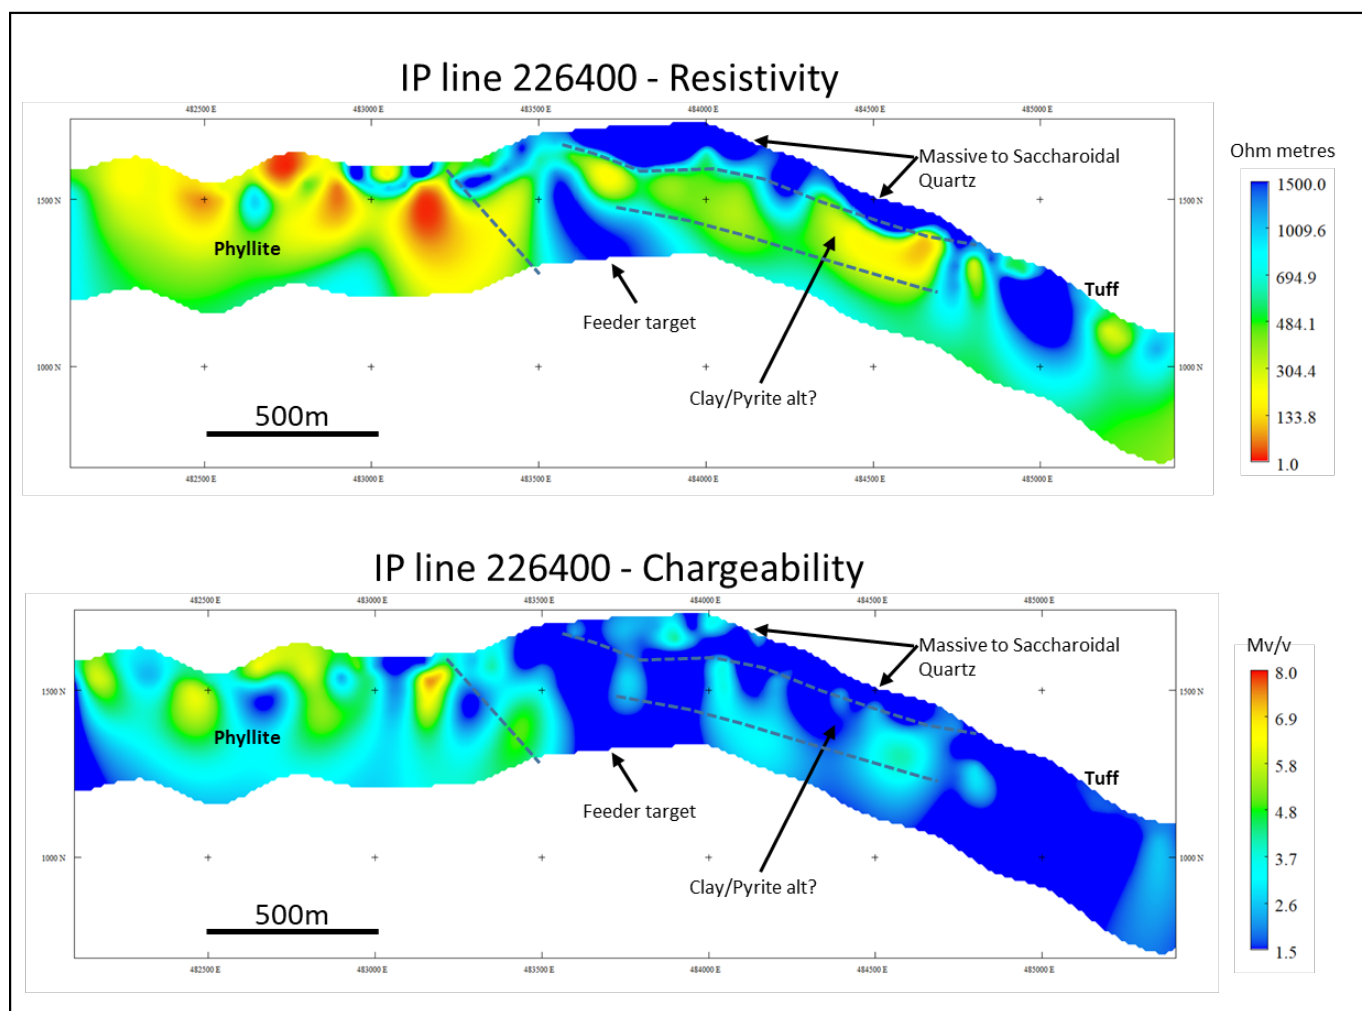 IP line 226400 - Resistivity
482500 E 483000 E 483500 E 484000 E 484500 E 485000 E
Massive to Saccharoidal
Quartz
Ohm metres
1500.0
1009.6
694.9
484.1
304.4
133.8
1.0
1500 N
1500 N
Phyllite
Tuff
Feeder target
1000 N
1000 N
Clay/Pyrite alt?
500m
482500 E 483000 E 483500 E 484000 E 484500 E 485000 E
IP line 226400 - Chargeability
482500 E 483000 E 483500 E 484000 E 484500 E 485000 E
Massive to Saccharoidal
Quartz
Mv/v
8.0
6.9
5.8
4.8
3.7
2.6
1.5
1500 N
1500 N
Phyllite
Tuff
Feeder target
1000 N
1000 N
Clay/Pyrite alt?
500m
482500 E 483000 E 483500 E 484000 E 484500 E 485000 E